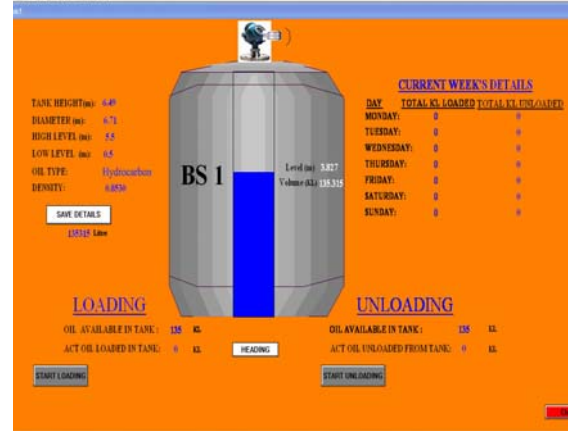 TANK HEIGHT(m): 6.49
DIAMETER (m): 6.71
HIGH LEVEL (m): 5.5
LOW LEVEL (m): 0.5
OIL TYPE: Hydrocarbon
DENSITY: 0.8530
SAVE DETAILS
135315 Litre
BS 1
Level (m) 3.827
Volume (kL) 135.315
CURRENT WEEK'S DETAILS
DAY TOTAL KL LOADED TOTAL KL UNLOADED
MONDAY: 0 0
TUESDAY: 0 0
WEDNESDAY: 0 0
THURSDAY: 0 0
FRIDAY: 0 0
SATURDAY: 0 0
SUNDAY: 0 0
LOADING
OIL AVAILABLE IN TANK : 135 KL
ACT OIL LOADED IN TANK: 0 KL
START LOADING
HEADING
UNLOADING
OIL AVAILABLE IN TANK : 135 KL
ACT OIL UNLOADED FROM TANK: 0 KL
START UNLOADING